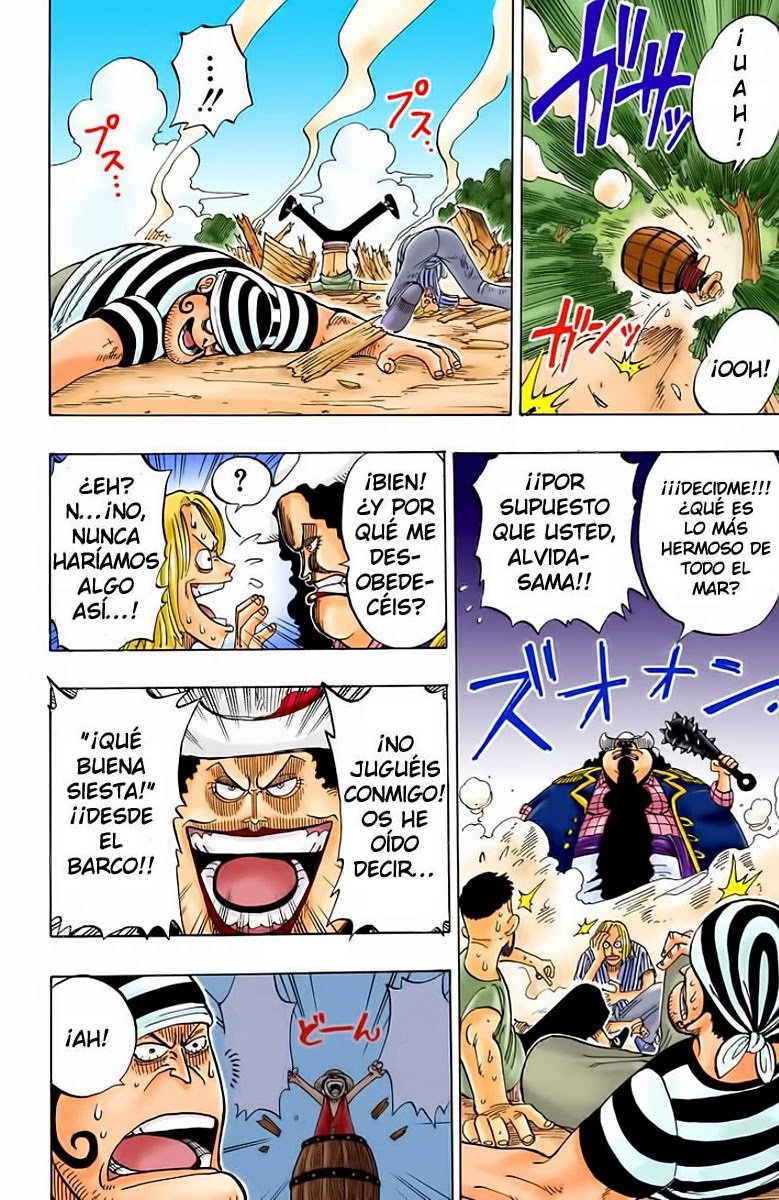 ¡UAH!
ガサッ
ガンッ
¡OOH!
…!!
プス…
プス…
¡¡¡DECIDME!!!
¿QUÉ ES
LO MÁS
HERMOSO DE
TODO EL
MAR?
¡¡POR
SUPUESTO
QUE USTED,
ALVIDA-
SAMA!!
ズオオン
¡BIEN!
¿Y POR
QUÉ ME
DES-
OBEDE-
CÉIS?
?
¿EH?
N...¡NO,
NUNCA
HARÍAMOS
ALGO
ASÍ...!
¡NO
JUGUÉIS
CONMIGO!
OS HE
OÍDO
DECIR...
"¡QUÉ
BUENA
SIESTA!"
¡¡DESDE
EL
BARCO!!
どーん
¡AH!